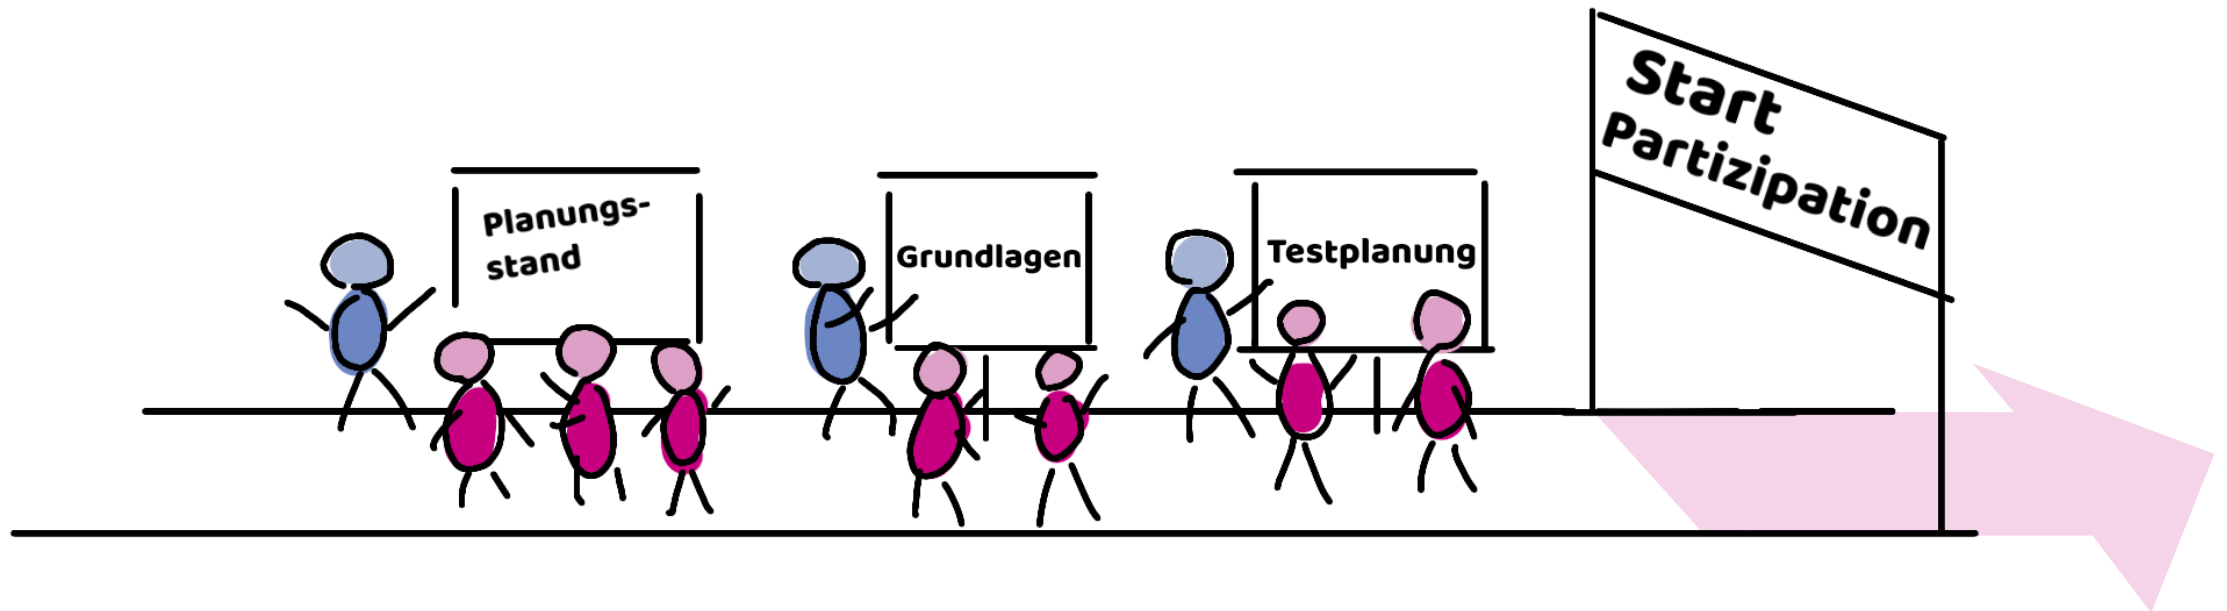 Planungs-
stand
Grundlagen
Testplanung
Start
Partizipation